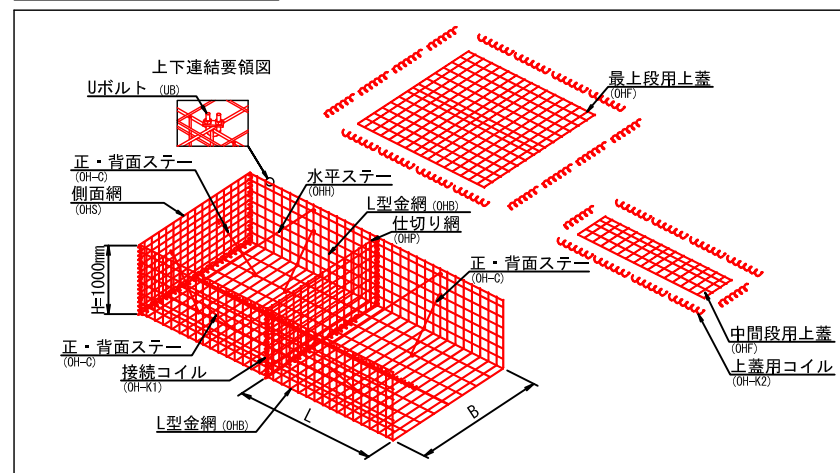 上下連結要領図
Uボルト (UB)
正・背面ステー
(OH-C)
側面網
(OHS)
水平ステー
(OHH)
L型金網 (OHB)
仕切り網
(OHP)
正・背面ステー
(OH-C)
最上段用上蓋
(OHF)
H=1000mm
正・背面ステー
(OH-C)
接続コイル
(OH-K1)
L型金網 (OHB)
L
B
中間段用上蓋
(OHF)
上蓋用コイル
(OH-K2)